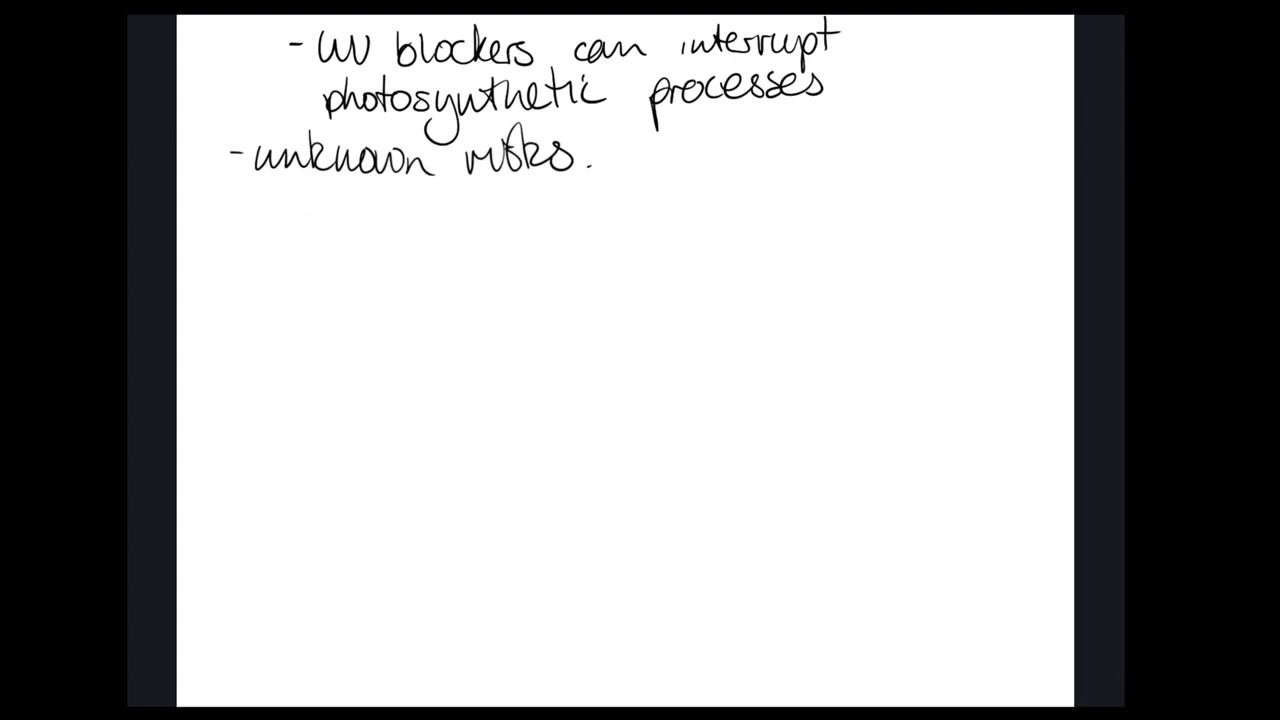 - UV blockers can interrupt
photosynthetic processes
- unknown risks.